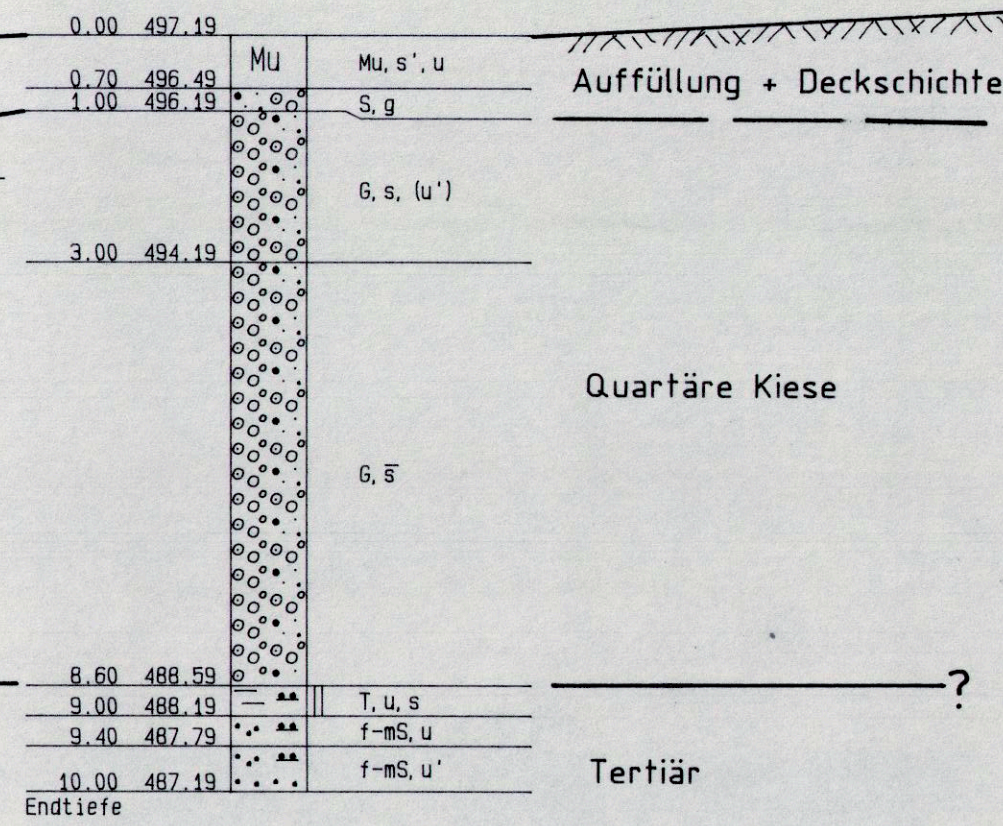 0.00 497.19
Mu
Mu, s', u
0.70 496.49
Auffüllung + Deckschichte
1.00 496.19
S, g
G, s, (u')
3.00 494.19
Quartäre Kiese
G, s̅
8.60 488.59
?
9.00 488.19
T, u, s
9.40 487.79
f-mS, u
f-mS, u'
Tertiär
10.00 487.19
Endtiefe